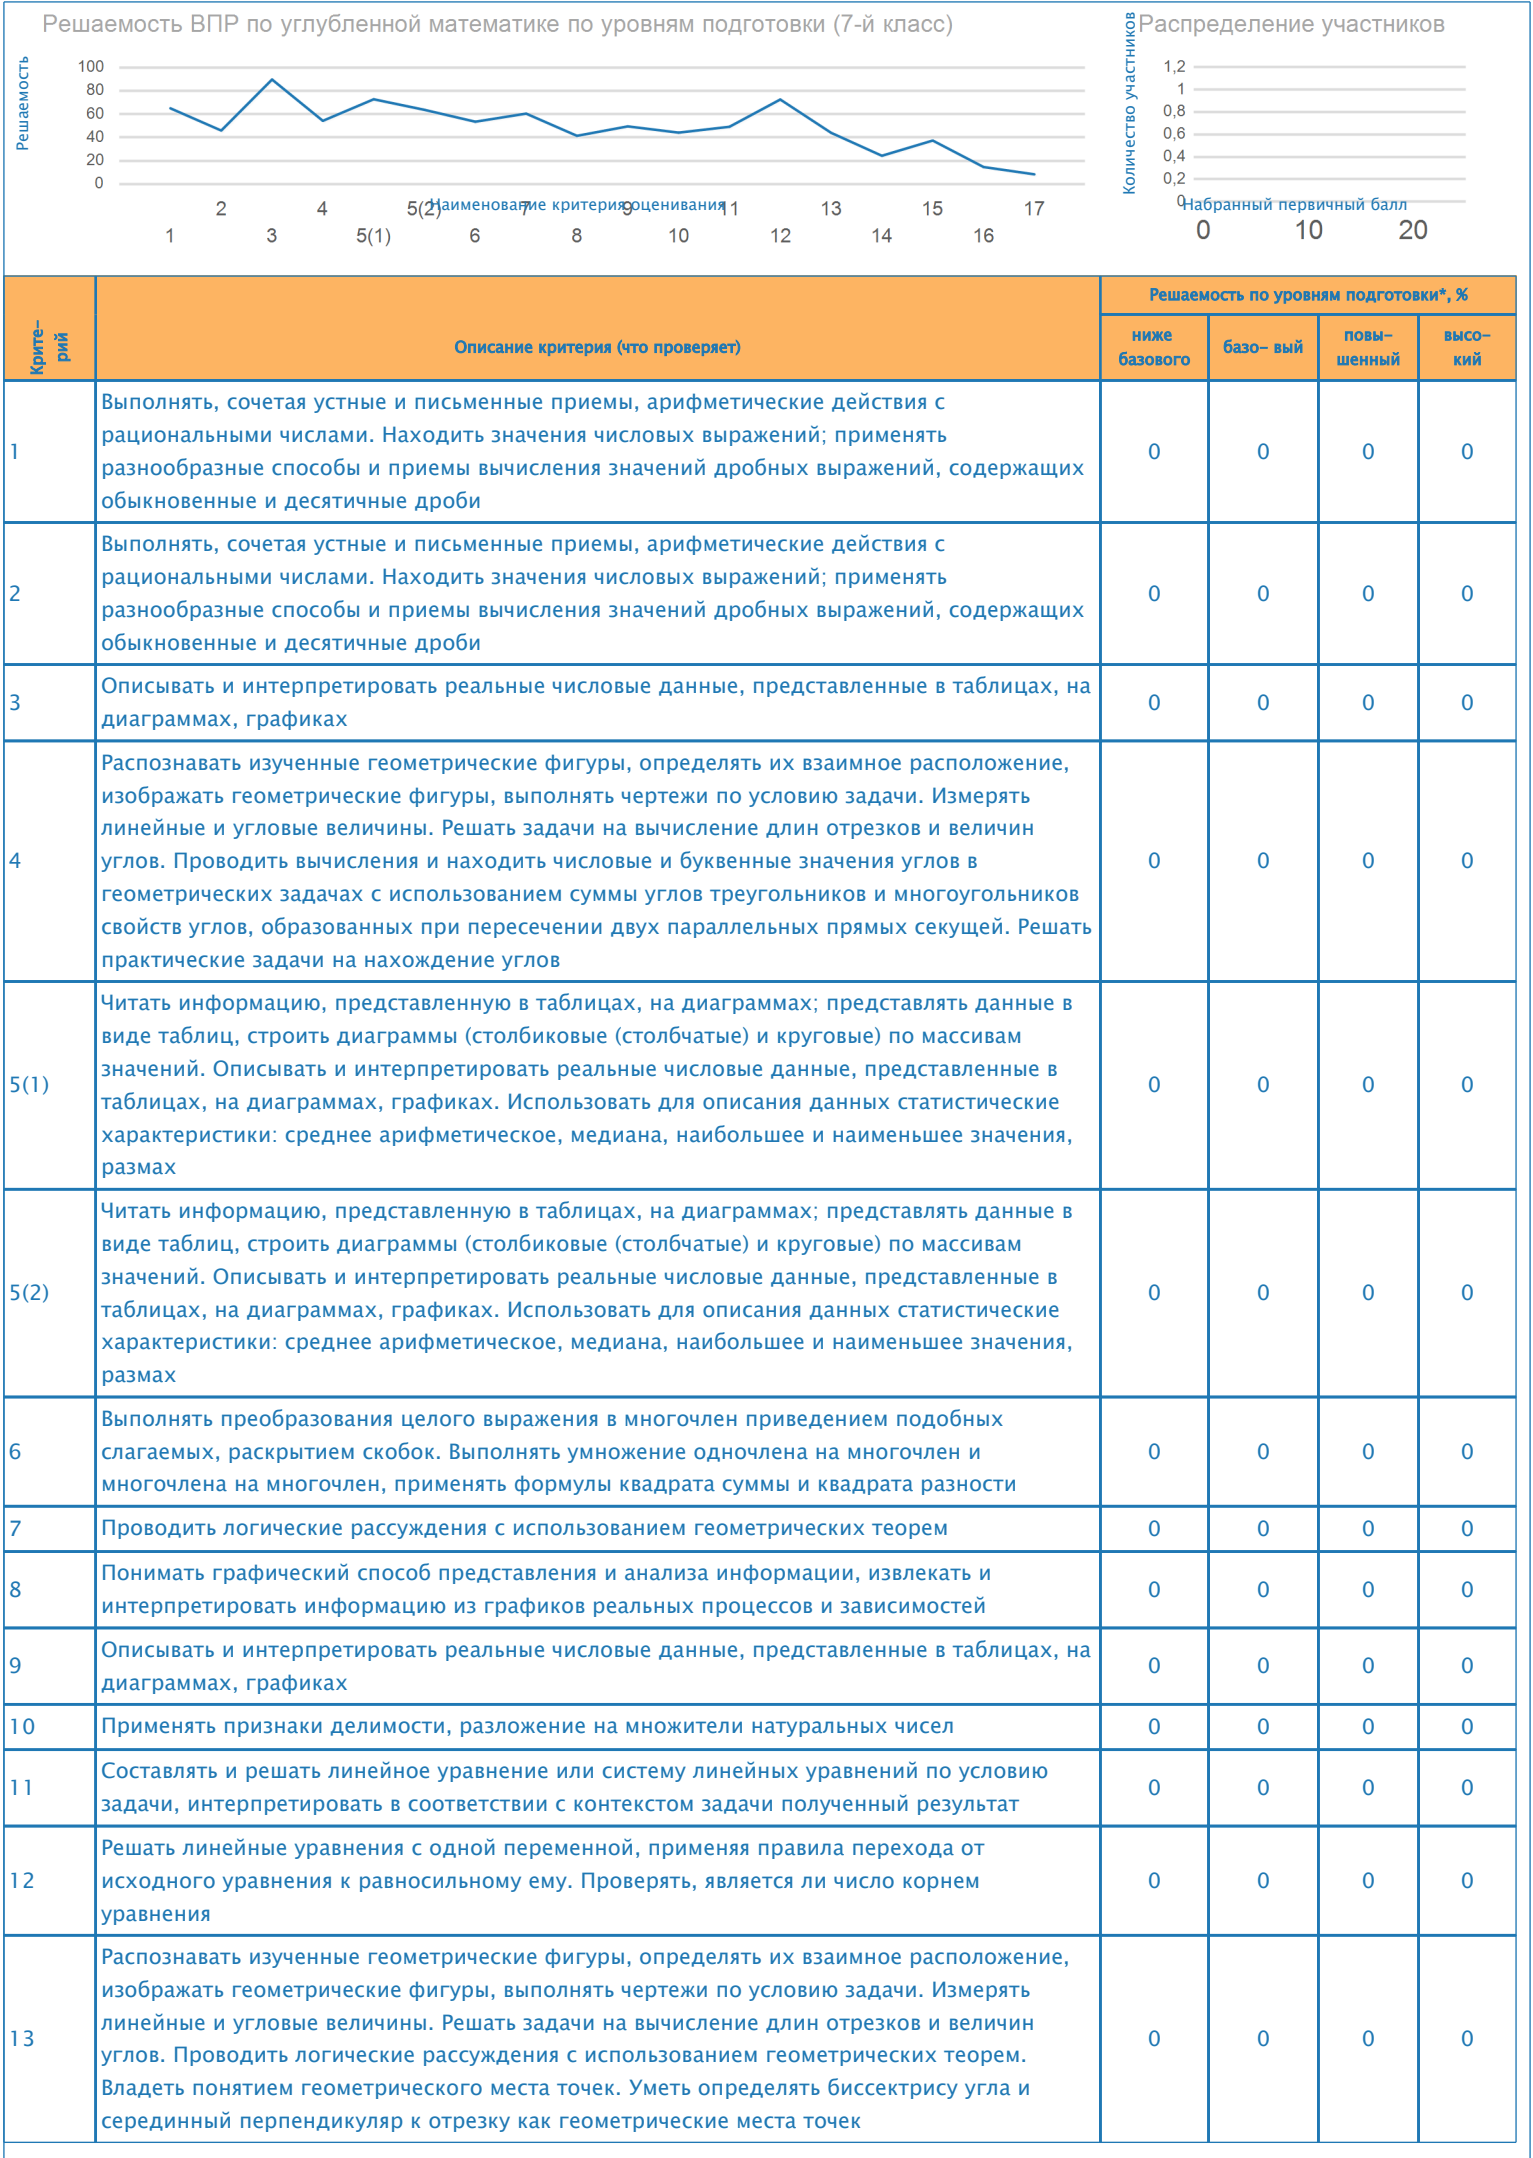 Решаемость ВПР по углубленной математике по уровням подготовки (7-й класс)
Решаемость
100
80
60
40
20
0
2 4 5(2) 7 9 11 13 15 17
Наименование критерия оценивания
1 3 5(1) 6 8 10 12 14 16
Распределение участников
Количество участников
1,2
1
0,8
0,6
0,4
0,2
0
Набранный первичный балл
0 10 20
Крите-
рий
Описание критерия (что проверяет)
Решаемость по уровням подготовки*, %
ниже
базового
базо- вый
повы-
шенный
высо-
кий
1
Выполнять, сочетая устные и письменные приемы, арифметические действия с
рациональными числами. Находить значения числовых выражений; применять
разнообразные способы и приемы вычисления значений дробных выражений, содержащих
обыкновенные и десятичные дроби
0 0 0 0
2
Выполнять, сочетая устные и письменные приемы, арифметические действия с
рациональными числами. Находить значения числовых выражений; применять
разнообразные способы и приемы вычисления значений дробных выражений, содержащих
обыкновенные и десятичные дроби
0 0 0 0
3
Описывать и интерпретировать реальные числовые данные, представленные в таблицах, на
диаграммах, графиках
0 0 0 0
4
Распознавать изученные геометрические фигуры, определять их взаимное расположение,
изображать геометрические фигуры, выполнять чертежи по условию задачи. Измерять
линейные и угловые величины. Решать задачи на вычисление длин отрезков и величин
углов. Проводить вычисления и находить числовые и буквенные значения углов в
геометрических задачах с использованием суммы углов треугольников и многоугольников
свойств углов, образованных при пересечении двух параллельных прямых секущей. Решать
практические задачи на нахождение углов
0 0 0 0
5(1)
Читать информацию, представленную в таблицах, на диаграммах; представлять данные в
виде таблиц, строить диаграммы (столбиковые (столбчатые) и круговые) по массивам
значений. Описывать и интерпретировать реальные числовые данные, представленные в
таблицах, на диаграммах, графиках. Использовать для описания данных статистические
характеристики: среднее арифметическое, медиана, наибольшее и наименьшее значения,
размах
0 0 0 0
5(2)
Читать информацию, представленную в таблицах, на диаграммах; представлять данные в
виде таблиц, строить диаграммы (столбиковые (столбчатые) и круговые) по массивам
значений. Описывать и интерпретировать реальные числовые данные, представленные в
таблицах, на диаграммах, графиках. Использовать для описания данных статистические
характеристики: среднее арифметическое, медиана, наибольшее и наименьшее значения,
размах
0 0 0 0
6
Выполнять преобразования целого выражения в многочлен приведением подобных
слагаемых, раскрытием скобок. Выполнять умножение одночлена на многочлен и
многочлена на многочлен, применять формулы квадрата суммы и квадрата разности
0 0 0 0
7
Проводить логические рассуждения с использованием геометрических теорем
0 0 0 0
8
Понимать графический способ представления и анализа информации, извлекать и
интерпретировать информацию из графиков реальных процессов и зависимостей
0 0 0 0
9
Описывать и интерпретировать реальные числовые данные, представленные в таблицах, на
диаграммах, графиках
0 0 0 0
10
Применять признаки делимости, разложение на множители натуральных чисел
0 0 0 0
11
Составлять и решать линейное уравнение или систему линейных уравнений по условию
задачи, интерпретировать в соответствии с контекстом задачи полученный результат
0 0 0 0
12
Решать линейные уравнения с одной переменной, применяя правила перехода от
исходного уравнения к равносильному ему. Проверять, является ли число корнем
уравнения
0 0 0 0
13
Распознавать изученные геометрические фигуры, определять их взаимное расположение,
изображать геометрические фигуры, выполнять чертежи по условию задачи. Измерять
линейные и угловые величины. Решать задачи на вычисление длин отрезков и величин
углов. Проводить логические рассуждения с использованием геометрических теорем.
Владеть понятием геометрического места точек. Уметь определять биссектрису угла и
серединный перпендикуляр к отрезку как геометрические места точек
0 0 0 0